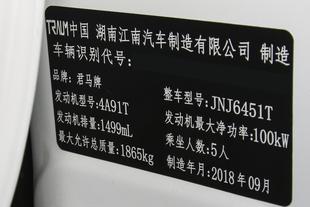 TRAUM中国 湖南江南汽车制造有限公司 制造
车辆识别代号：
品牌：君马牌
发动机型号：4A91T 整车型号：JNJ6451T
发动机排量：1499mL 发动机最大净功率：100kW
最大允许总质量：1865kg 乘坐人数：5人
制造年月：2018年09月